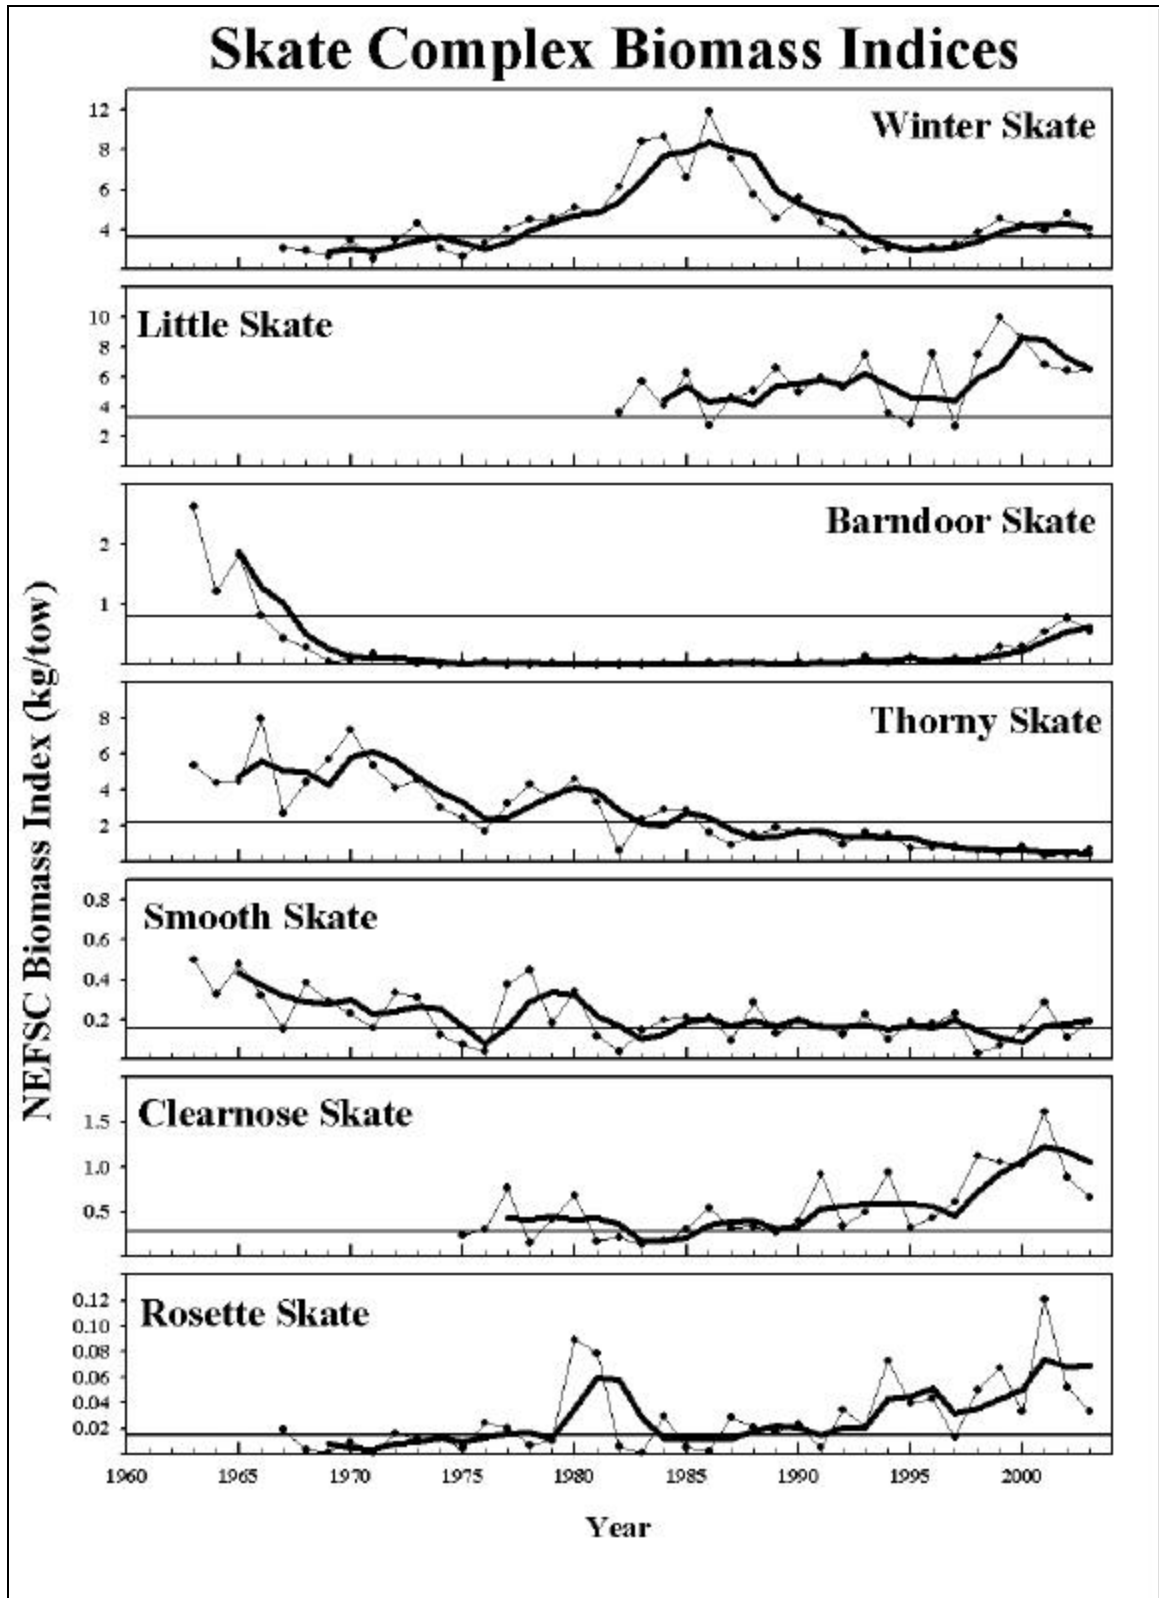 Skate Complex Biomass Indices
NEFSC Biomass Index (kg/tow)
Winter Skate
12
8
6
4
Little Skate
10
8
6
4
2
Barndoor Skate
2
1
Thorny Skate
8
6
4
2
Smooth Skate
0.8
0.6
0.4
0.2
Clearnose Skate
1.5
1.0
0.5
Rosette Skate
0.12
0.10
0.08
0.06
0.04
0.02
1960 1965 1970 1975 1980 1985 1990 1995 2000
Year